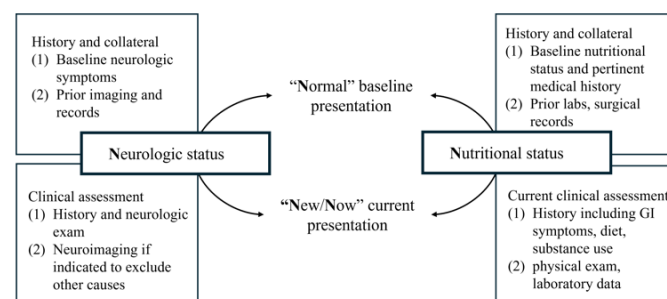 History and collateral
(1) Baseline neurologic
symptoms
(2) Prior imaging and
records
Neurologic status
Clinical assessment
(1) History and neurologic
exam
(2) Neuroimaging if
indicated to exclude
other causes
“Normal” baseline
presentation
“New/Now” current
presentation
History and collateral
(1) Baseline nutritional
status and pertinent
medical history
(2) Prior labs, surgical
records
Nutritional status
Current clinical assessment
(1) History including GI
symptoms, diet,
substance use
(2) physical exam,
laboratory data